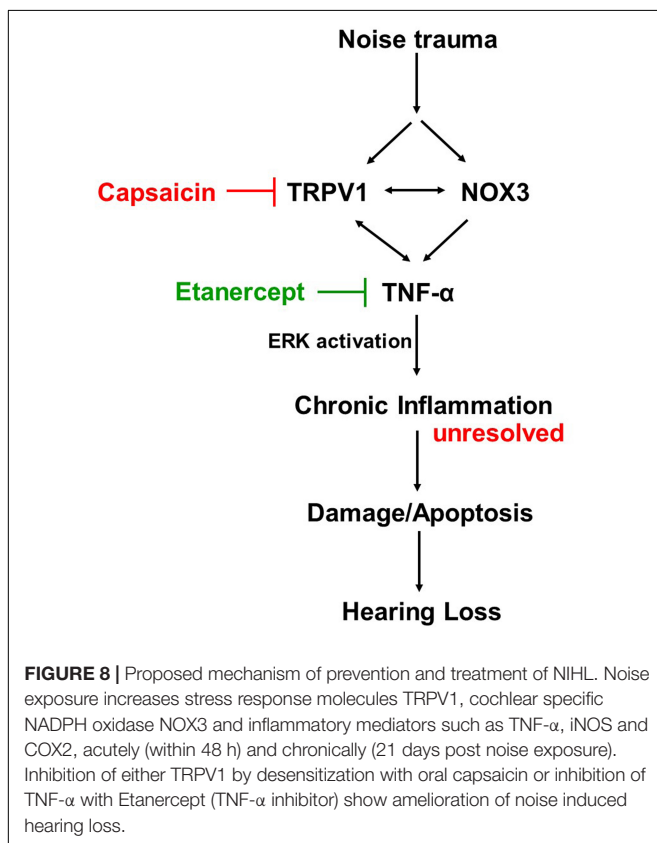 Noise trauma
Capsaicin TRPV1 NOX3
Etanercept TNF-α
ERK activation
Chronic Inflammation
unresolved
Damage/Apoptosis
Hearing Loss
FIGURE 8 | Proposed mechanism of prevention and treatment of NIHL. Noise
exposure increases stress response molecules TRPV1, cochlear specific
NADPH oxidase NOX3 and inflammatory mediators such as TNF-α, iNOS and
COX2, acutely (within 48 h) and chronically (21 days post noise exposure).
Inhibition of either TRPV1 by desensitization with oral capsaicin or inhibition of
TNF-α with Etanercept (TNF-α inhibitor) show amelioration of noise induced
hearing loss.